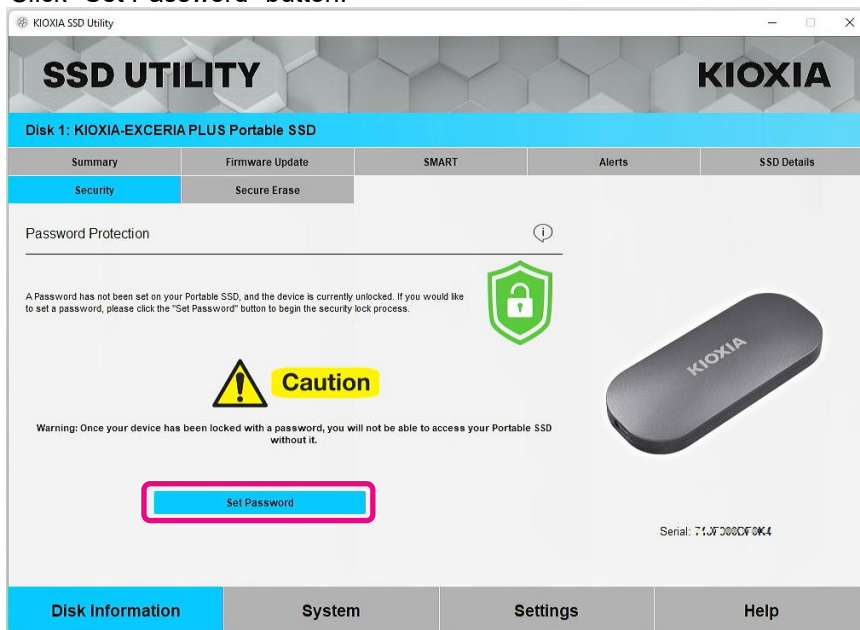 Click "Set Password" button.
KIOXIA SSD Utility
SSD UTILITY
KIOXIA
Disk 1: KIOXIA-EXCERIA PLUS Portable SSD
Summary
Firmware Update
SMART
Alerts
SSD Details
Security
Secure Erase
Password Protection
A Password has not been set on your Portable SSD, and the device is currently unlocked. If you would like
to set a password, please click the "Set Password" button to begin the security lock process.
Caution
KIOXIA
Warning: Once your device has been locked with a password, you will not be able to access your Portable SSD
without it.
Set Password
Serial:
Disk Information
System
Settings
Help